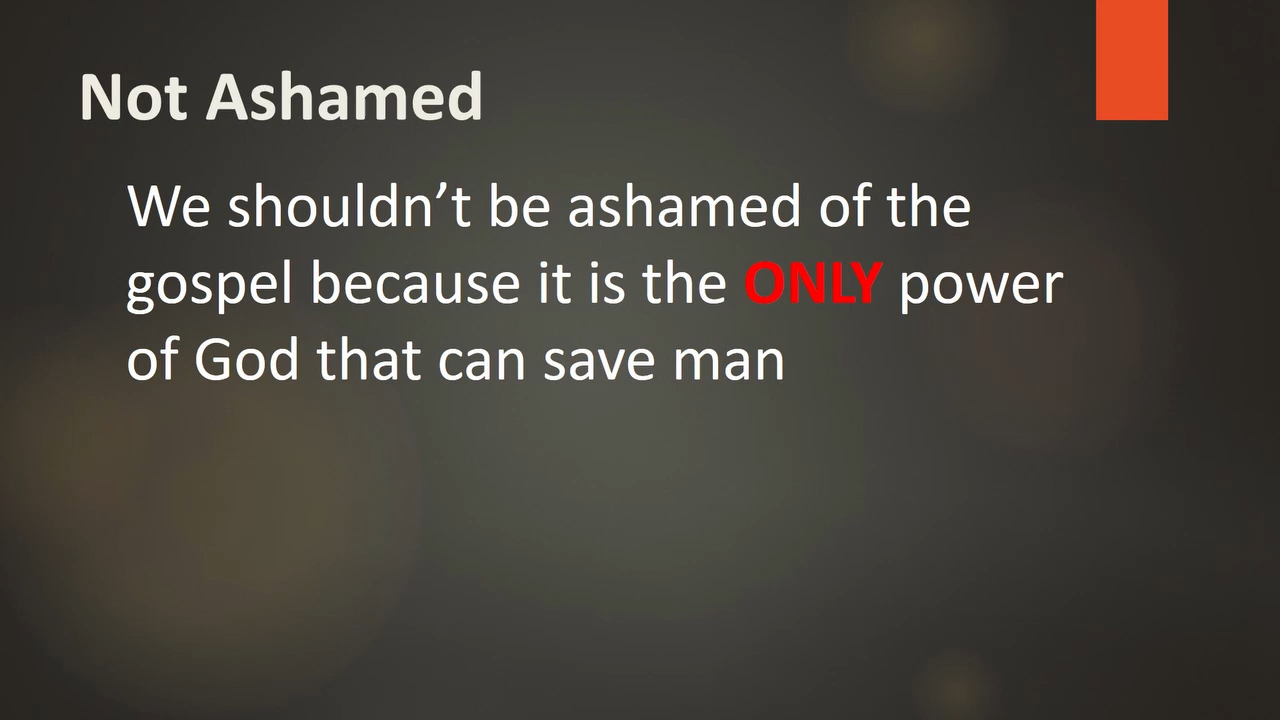 Not Ashamed
We shouldn’t be ashamed of the
gospel because it is the ONLY power
of God that can save man